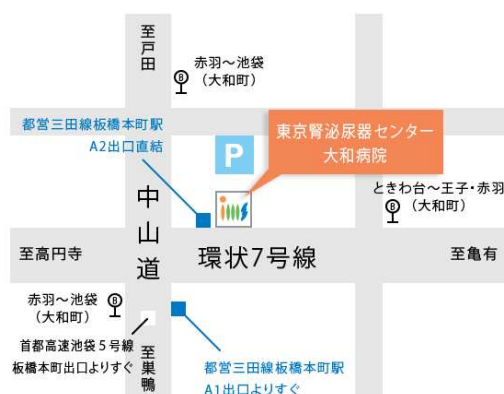 至戸田
赤羽～池袋
(大和町)
都営三田線板橋本町駅
A2出口直結
P
東京腎泌尿器センター
大和病院
ときわ台～王子・赤羽
(大和町)
中山道
至高円寺
環状7号線
至亀有
赤羽～池袋
(大和町)
首都高速池袋5号線
板橋本町出口よりすぐ
至巣鴨
都営三田線板橋本町駅
A1出口よりすぐ